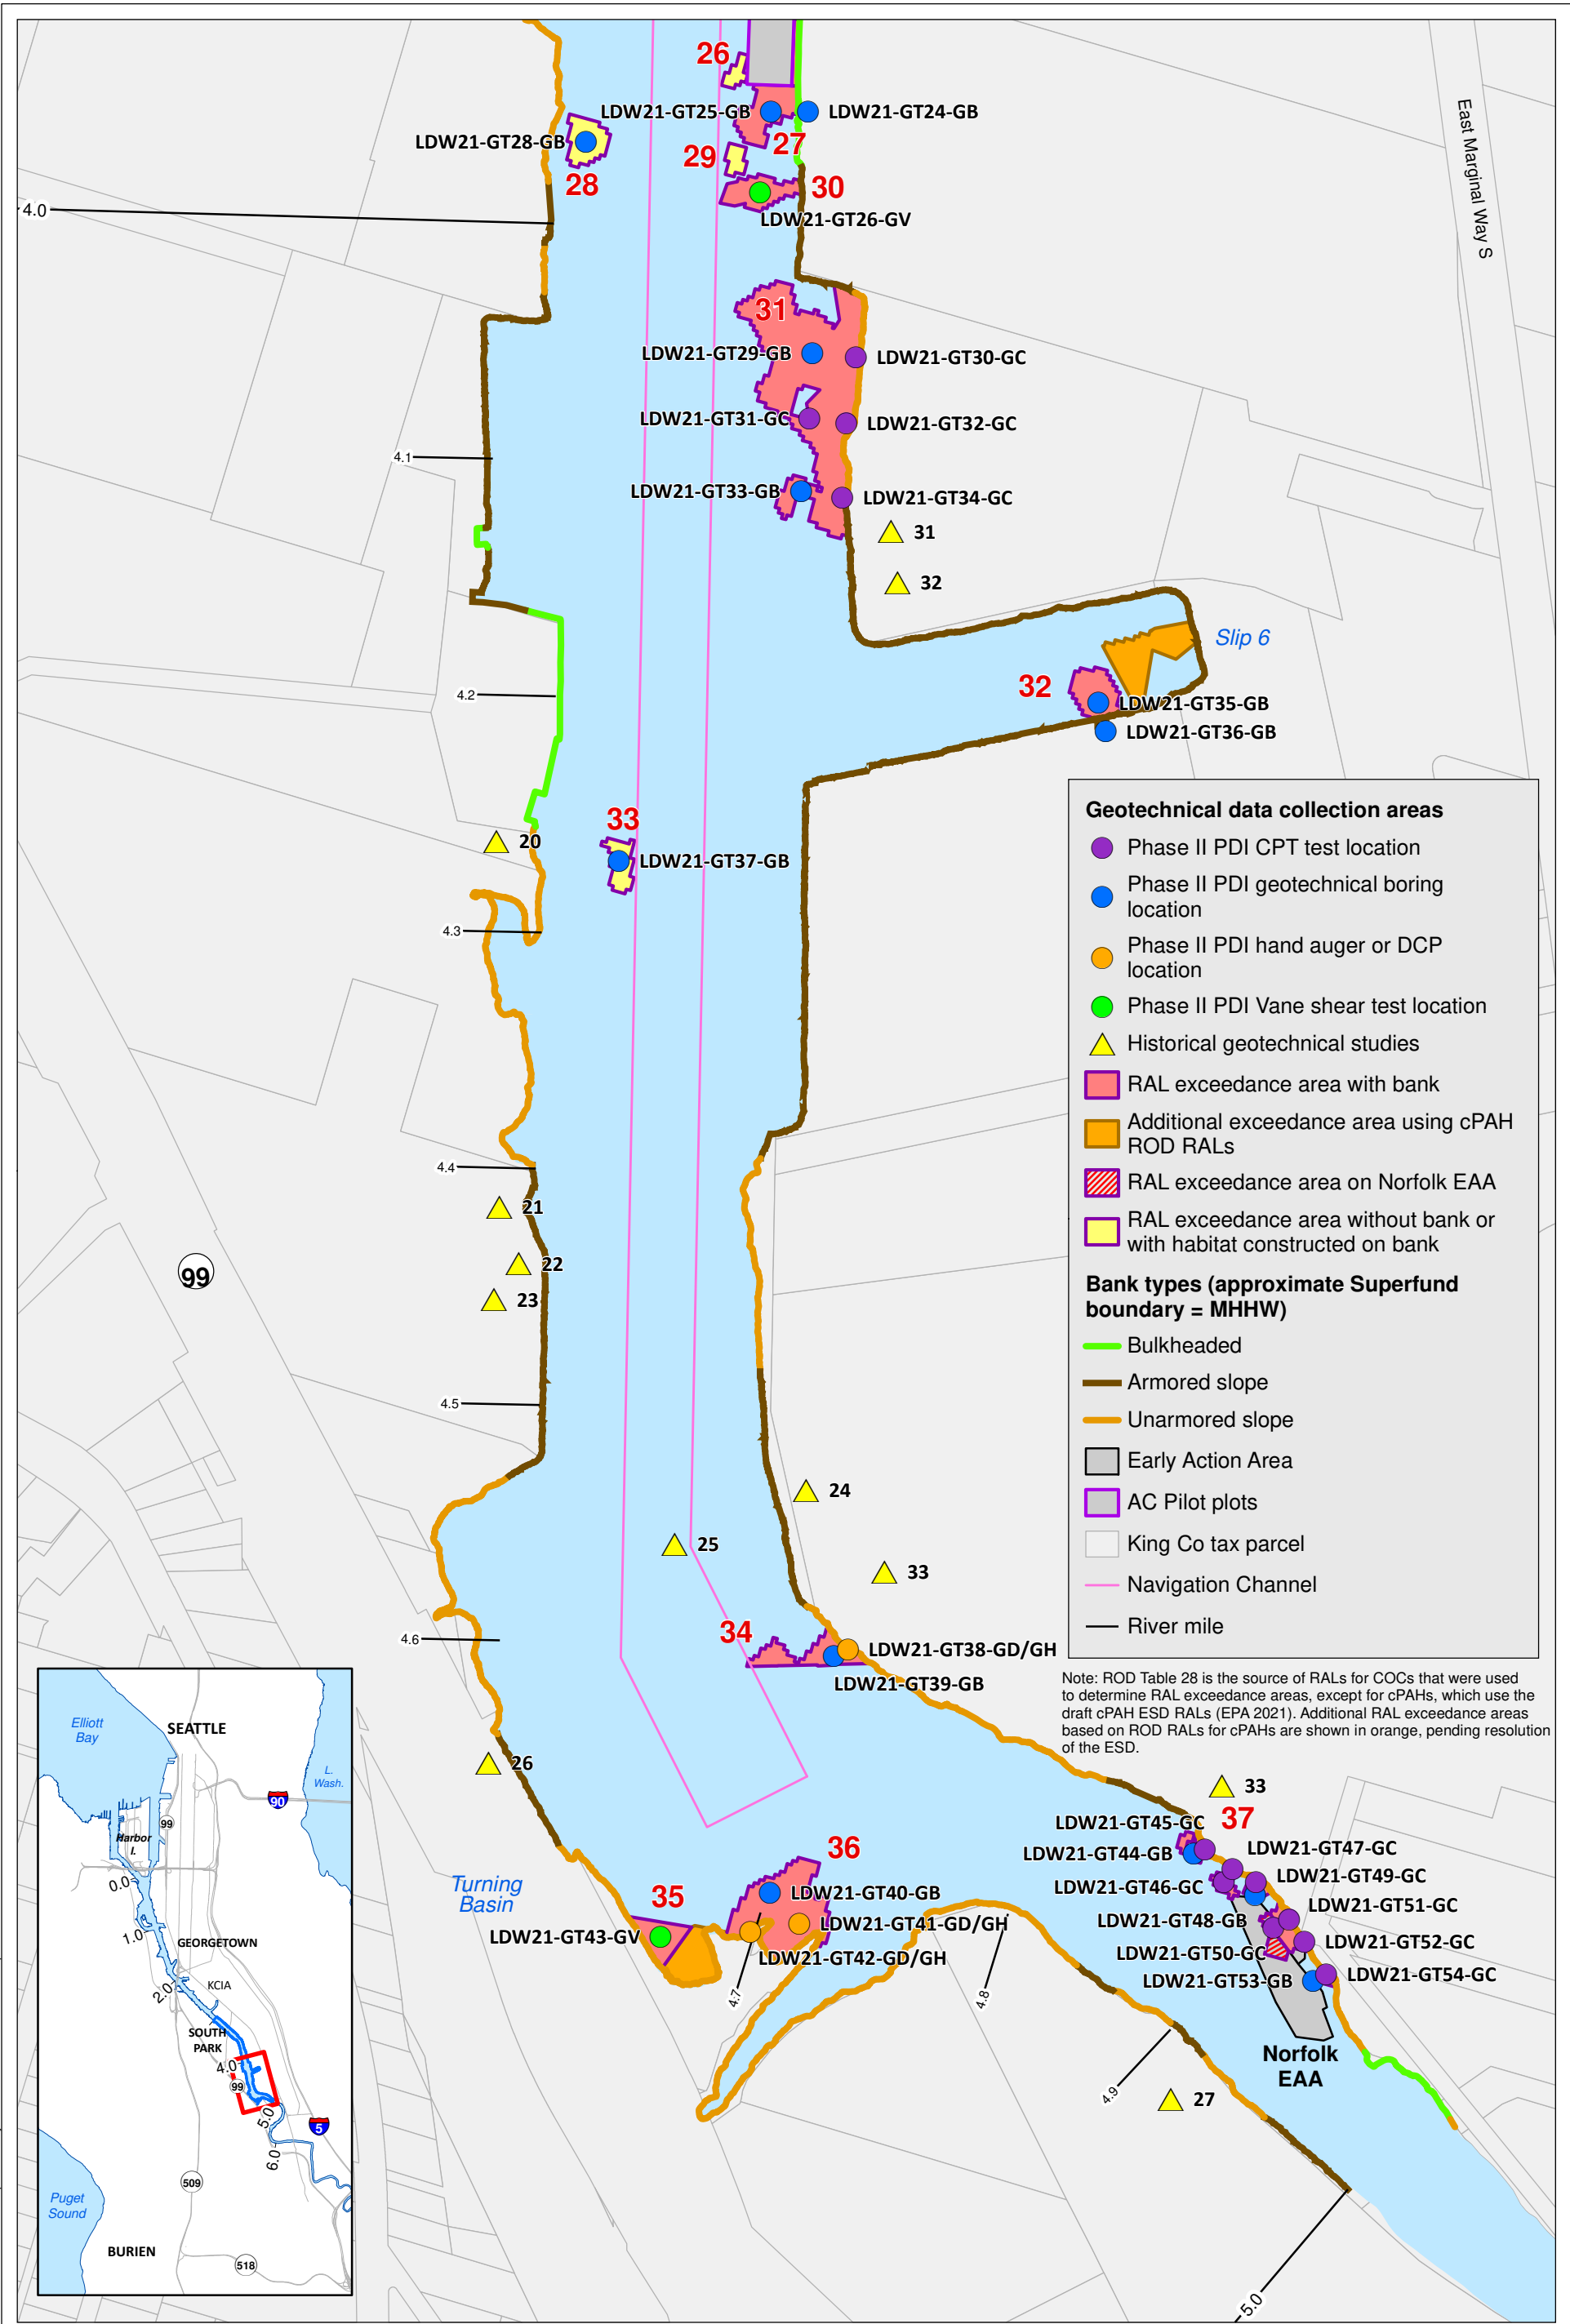 26
LDW21-GT25-GB
LDW21-GT24-GB
LDW21-GT28-GB
27
29
28
30
LDW21-GT26-GV
4.0
East Marginal Way S
31
LDW21-GT29-GB
LDW21-GT30-GC
LDW21-GT31-GC
LDW21-GT32-GC
4.1
LDW21-GT33-GB
LDW21-GT34-GC
31
32
Slip 6
32
4.2
LDW21-GT35-GB
LDW21-GT36-GB
33
20
LDW21-GT37-GB
4.3
Geotechnical data collection areas
Phase II PDI CPT test location
Phase II PDI geotechnical boring
location
Phase II PDI hand auger or DCP
location
Phase II PDI Vane shear test location
Historical geotechnical studies
RAL exceedance area with bank
Additional exceedance area using cPAH
ROD RALs
RAL exceedance area on Norfolk EAA
RAL exceedance area without bank or
with habitat constructed on bank
Bank types (approximate Superfund
boundary = MHHW)
Bulkheaded
Armored slope
Unarmored slope
Early Action Area
AC Pilot plots
King Co tax parcel
Navigation Channel
River mile
4.4
21
99
22
23
4.5
24
25
33
4.6
34
LDW21-GT38-GD/GH
LDW21-GT39-GB
Note: ROD Table 28 is the source of RALs for COCs that were used
to determine RAL exceedance areas, except for cPAHs, which use the
draft cPAH ESD RALs (EPA 2021). Additional RAL exceedance areas
based on ROD RALs for cPAHs are shown in orange, pending resolution
of the ESD.
26
33
37
LDW21-GT45-GC
LDW21-GT44-GB
LDW21-GT47-GC
LDW21-GT46-GC
LDW21-GT49-GC
LDW21-GT48-GB
LDW21-GT51-GC
LDW21-GT50-GC
LDW21-GT52-GC
LDW21-GT53-GB
LDW21-GT54-GC
Norfolk
EAA
36
Turning
Basin
35
LDW21-GT40-GB
LDW21-GT43-GV
LDW21-GT41-GD/GH
LDW21-GT42-GD/GH
4.7
4.8
4.9
27
5.0
Elliott
Bay
SEATTLE
L.
Wash.
90
99
Harbor
I.
0.0
1.0
GEORGETOWN
KCIA
2.0
SOUTH
PARK
4.0
99
5.0
5
6.0
509
Puget
Sound
BURIEN
518